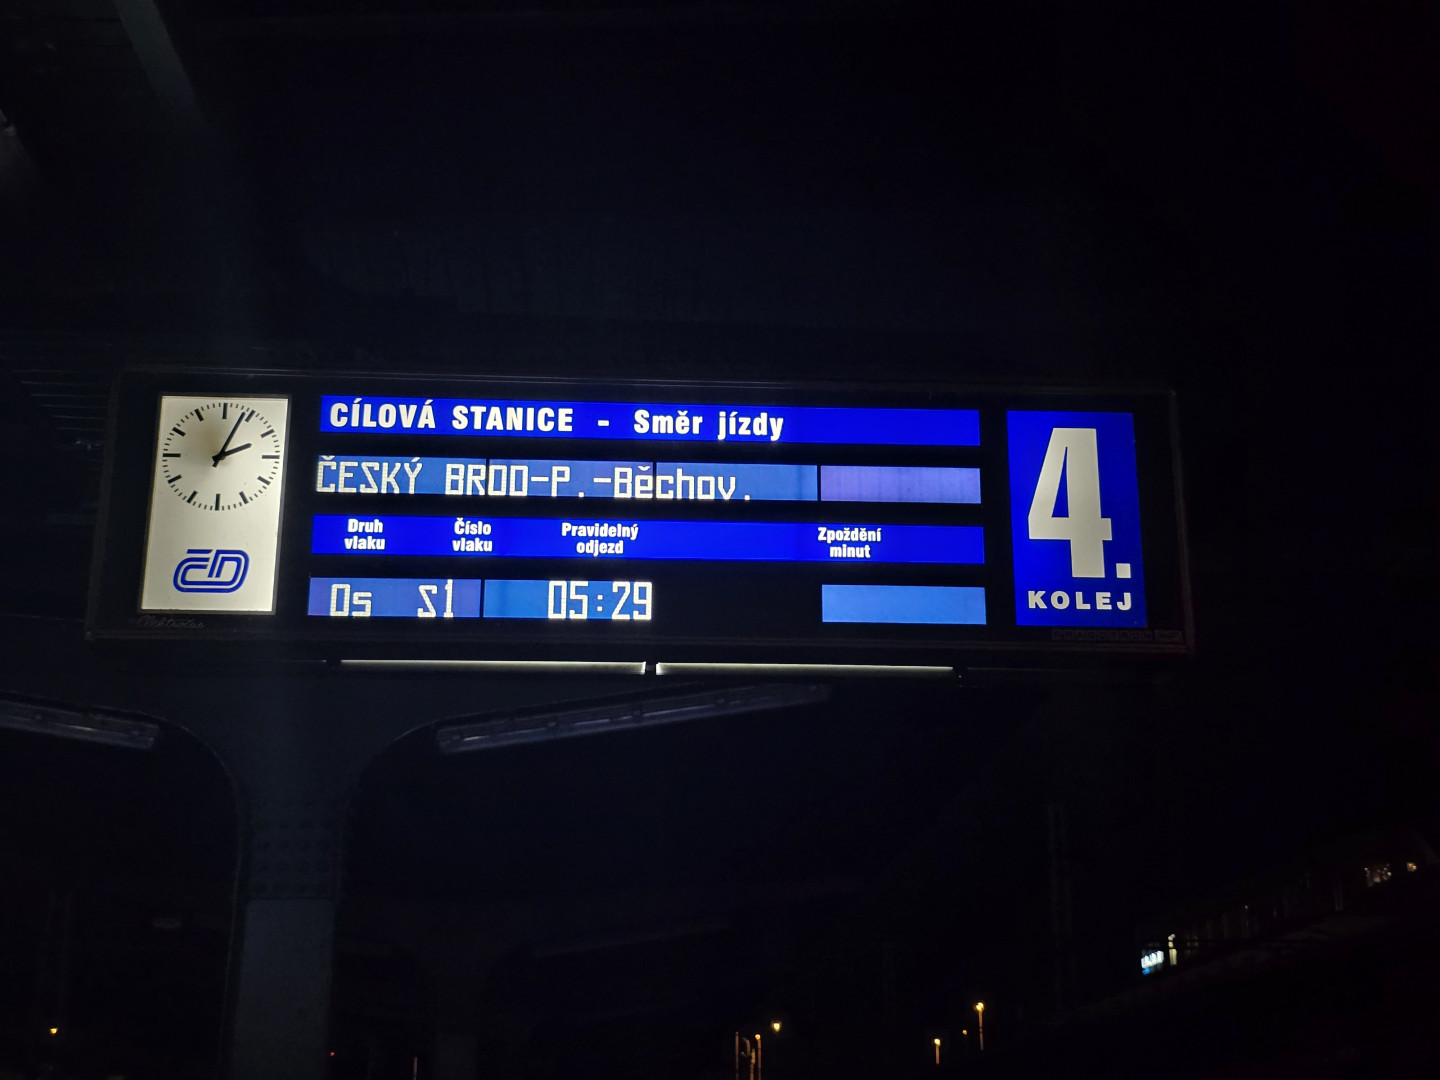 CÍLOVÁ STANICE - Směr jízdy
ČESKÝ BROD-P.-Běchov.
Druh vlaku Číslo vlaku Pravidelný odjezd Zpoždění minut
Os S1 05:29
4.
KOLEJ
ČD